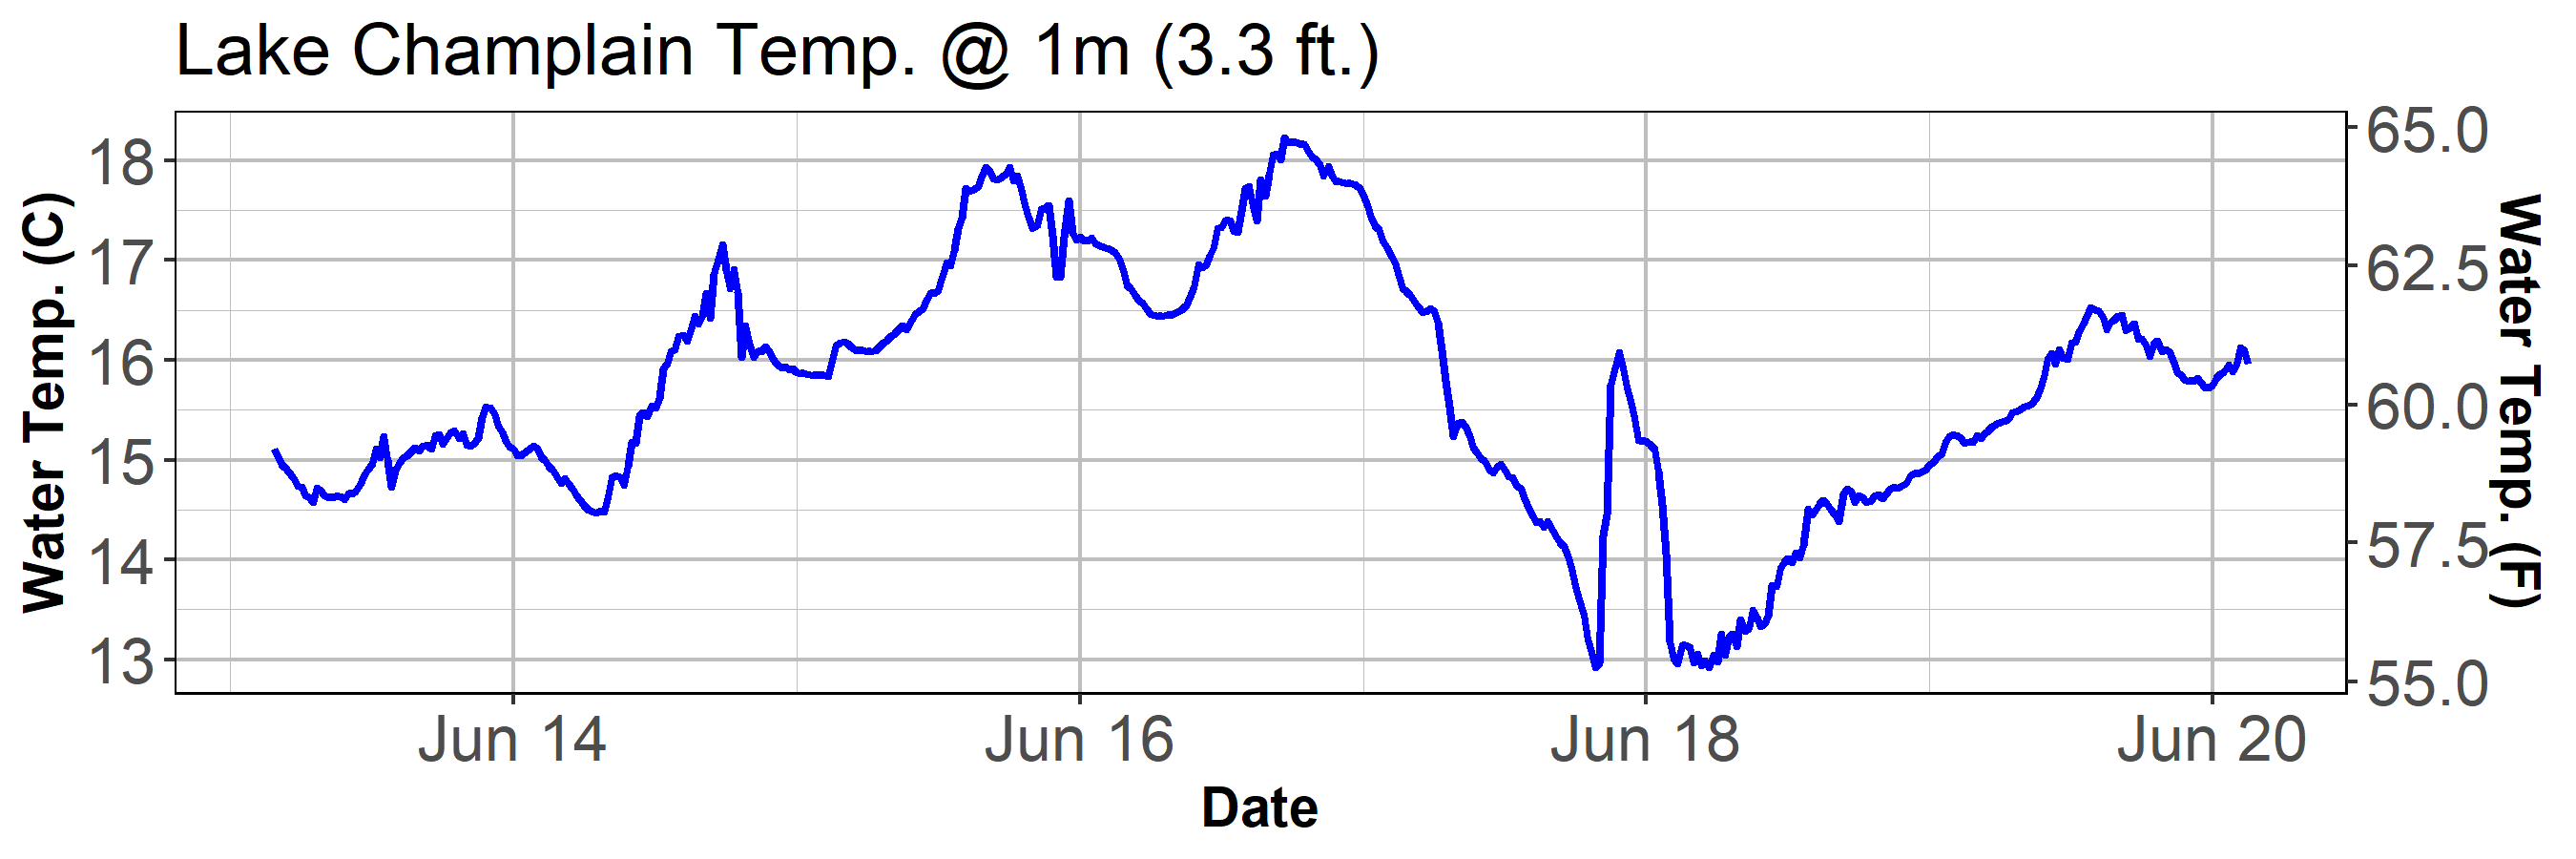 Lake Champlain Temp. @ 1m (3.3 ft.)
Water Temp. (C)
18
17
16
15
14
13
65.0
62.5
60.0
57.5
55.0
Water Temp. (F)
Jun 14 Jun 16 Jun 18 Jun 20
Date